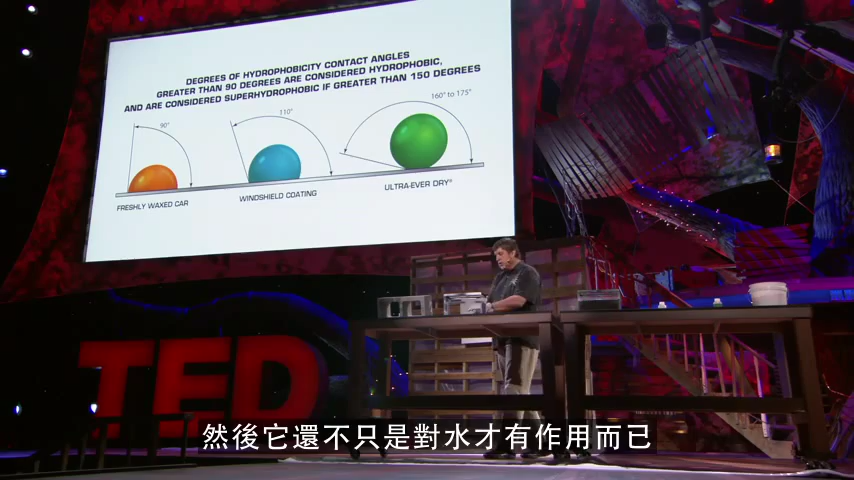 DEGREES OF HYDROPHOBICITY CONTACT ANGLES
GREATER THAN 90 DEGREES ARE CONSIDERED HYDROPHOBIC,
AND ARE CONSIDERED SUPERHYDROPHOBIC IF GREATER THAN 150 DEGREES
90°
110°
160° to 175°
FRESHLY WAXED CAR
WINDSHIELD COATING
ULTRA-EVER DRY®
TED
然後它還不只是對水才有作用而已